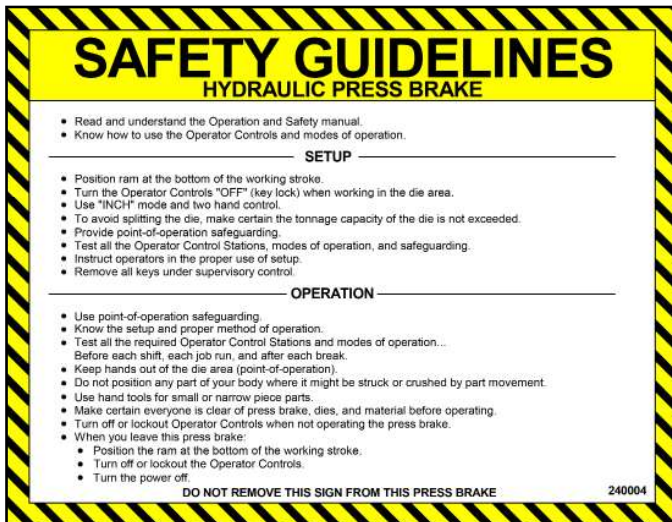 SAFETY GUIDELINES
HYDRAULIC PRESS BRAKE
• Read and understand the Operation and Safety manual.
• Know how to use the Operator Controls and modes of operation.
SETUP
• Position ram at the bottom of the working stroke.
• Turn the Operator Controls "OFF" (key lock) when working in the die area.
• Use "INCH" mode and two hand control.
• To avoid splitting the die, make certain the tonnage capacity of the die is not exceeded.
• Provide point-of-operation safeguarding.
• Test all the Operator Control Stations, modes of operation, and safeguarding.
• Instruct operators in the proper use of setup.
• Remove all keys under supervisory control.
OPERATION
• Use point-of-operation safeguarding.
• Know the setup and proper method of operation.
• Test all the required Operator Control Stations and modes of operation...
Before each shift, each job run, and after each break.
• Keep hands out of the die area (point-of-operation).
• Do not position any part of your body where it might be struck or crushed by part movement.
• Use hand tools for small or narrow piece parts.
• Make certain everyone is clear of press brake, dies, and material before operating.
• Turn off or lockout Operator Controls when not operating the press brake.
• When you leave this press brake:
• Position the ram at the bottom of the working stroke.
• Turn off or lockout the Operator Controls.
• Turn the power off.
DO NOT REMOVE THIS SIGN FROM THIS PRESS BRAKE 240004